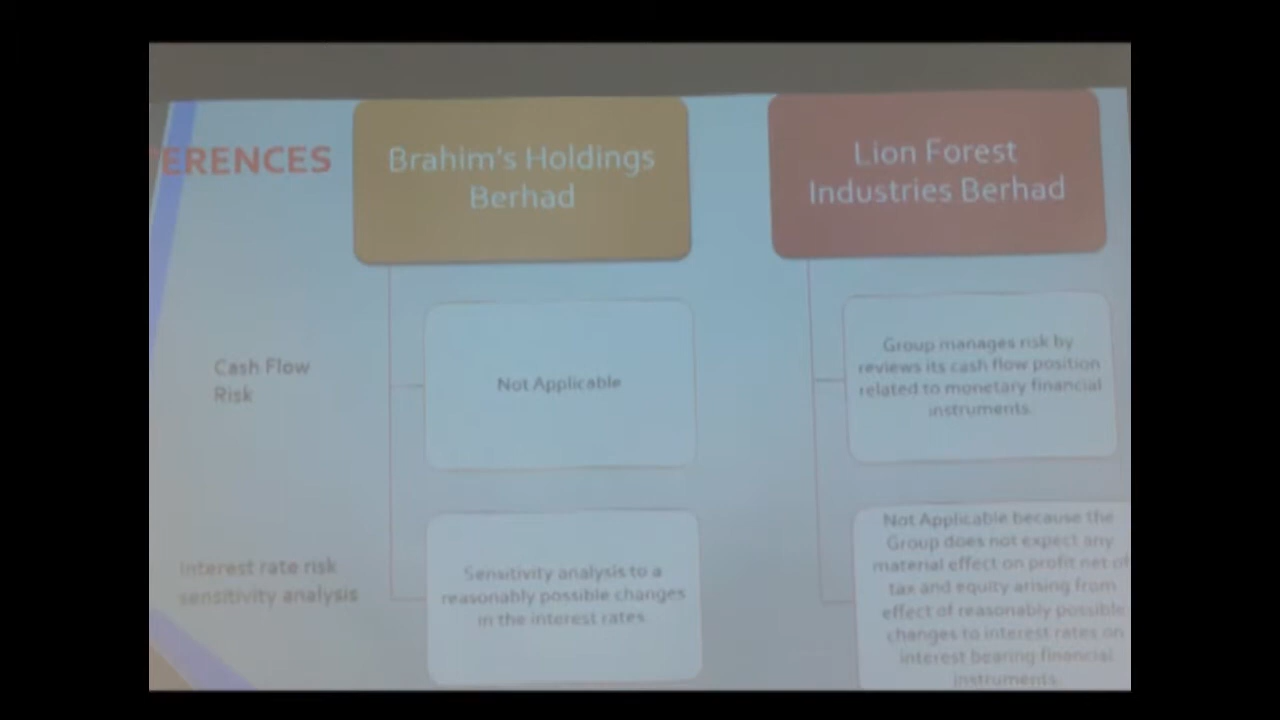 ERENCES
Brahim's Holdings
Berhad
Lion Forest
Industries Berhad
Cash Flow
Risk
Not Applicable
Group manages risk by
reviews its cash flow position
related to monetary financial
instruments.
Interest rate risk
sensitivity analysis
Sensitivity analysis to a
reasonably possible changes
in the interest rates.
Not Applicable because the
Group does not expect any
material effect on profit net of
tax and equity arising from
effect of reasonably possible
changes to interest rates on
interest bearing financial
instruments.